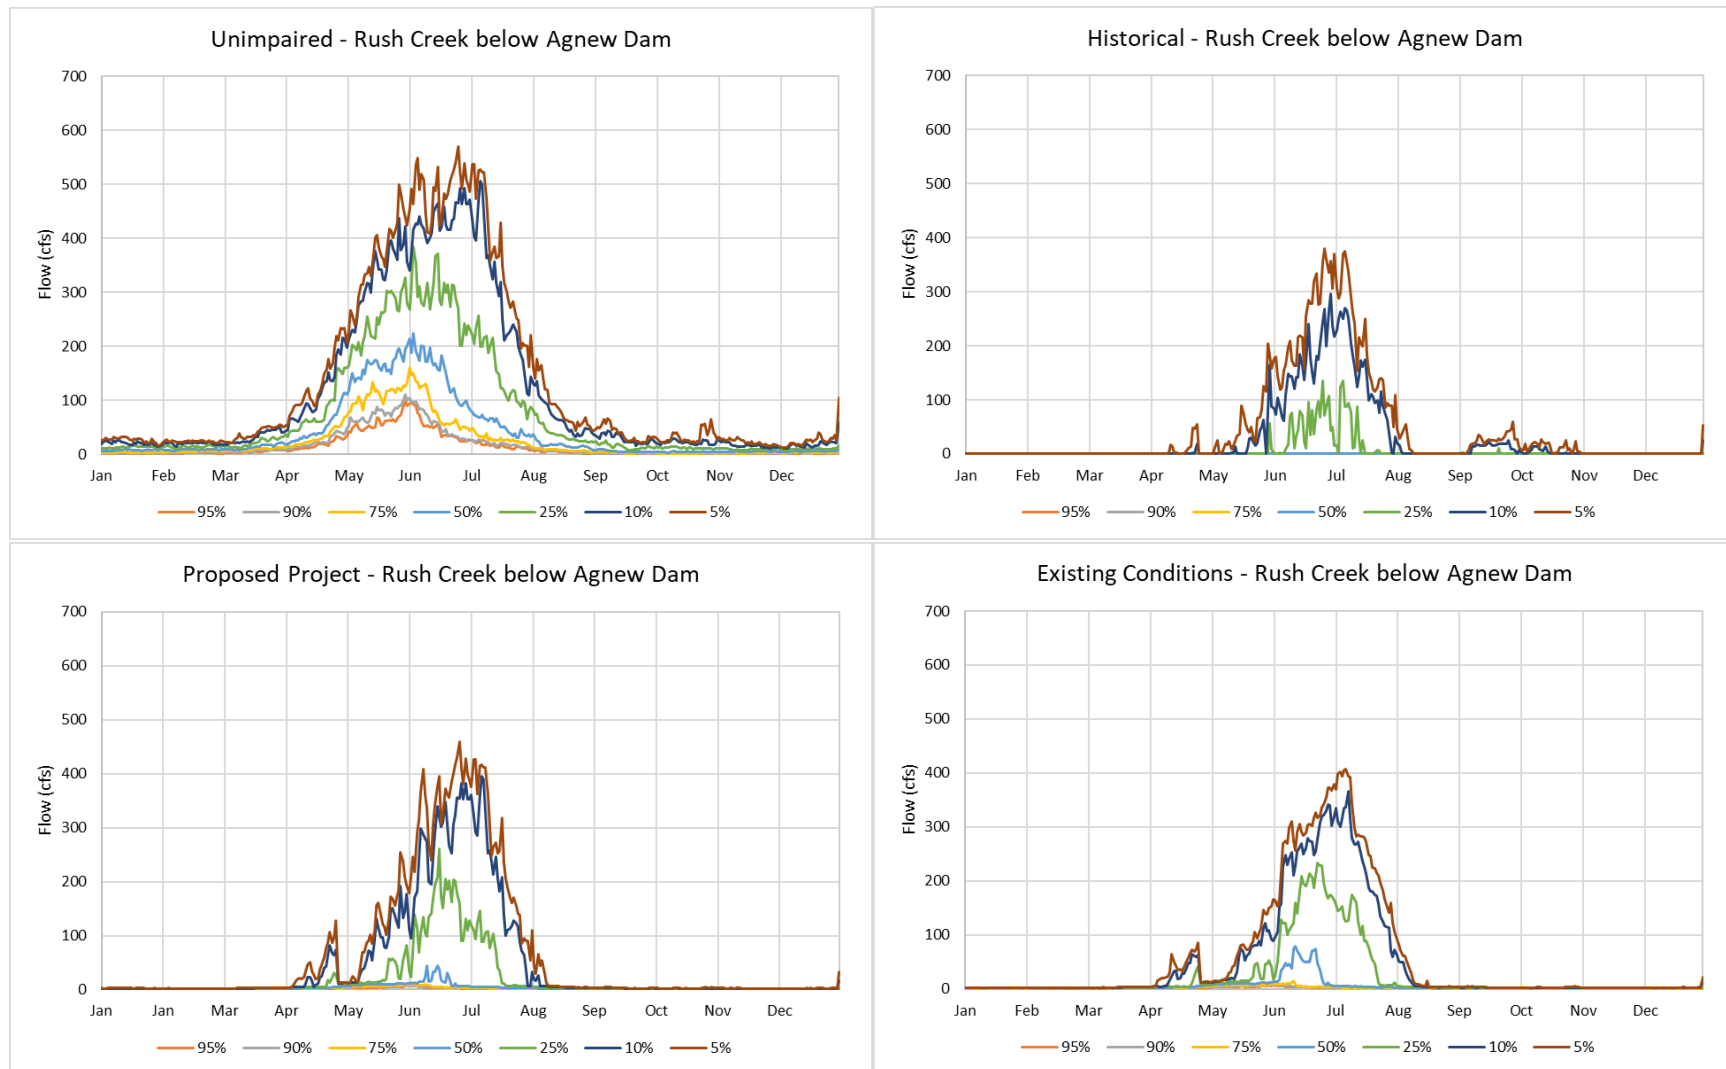 Unimpaired - Rush Creek below Agnew Dam
700
600
500
400
300
200
100
0
Flow (cfs)
Jan Feb Mar Apr May Jun Jul Aug Sep Oct Nov Dec
95% 90% 75% 50% 25% 10% 5%
Historical - Rush Creek below Agnew Dam
700
600
500
400
300
200
100
0
Flow (cfs)
Jan Feb Mar Apr May Jun Jul Aug Sep Oct Nov Dec
95% 90% 75% 50% 25% 10% 5%
Proposed Project - Rush Creek below Agnew Dam
700
600
500
400
300
200
100
0
Flow (cfs)
Jan Feb Mar Apr May Jun Jul Aug Sep Oct Nov Dec
95% 90% 75% 50% 25% 10% 5%
Existing Conditions - Rush Creek below Agnew Dam
700
600
500
400
300
200
100
0
Flow (cfs)
Jan Feb Mar Apr May Jun Jul Aug Sep Oct Nov Dec
95% 90% 75% 50% 25% 10% 5%